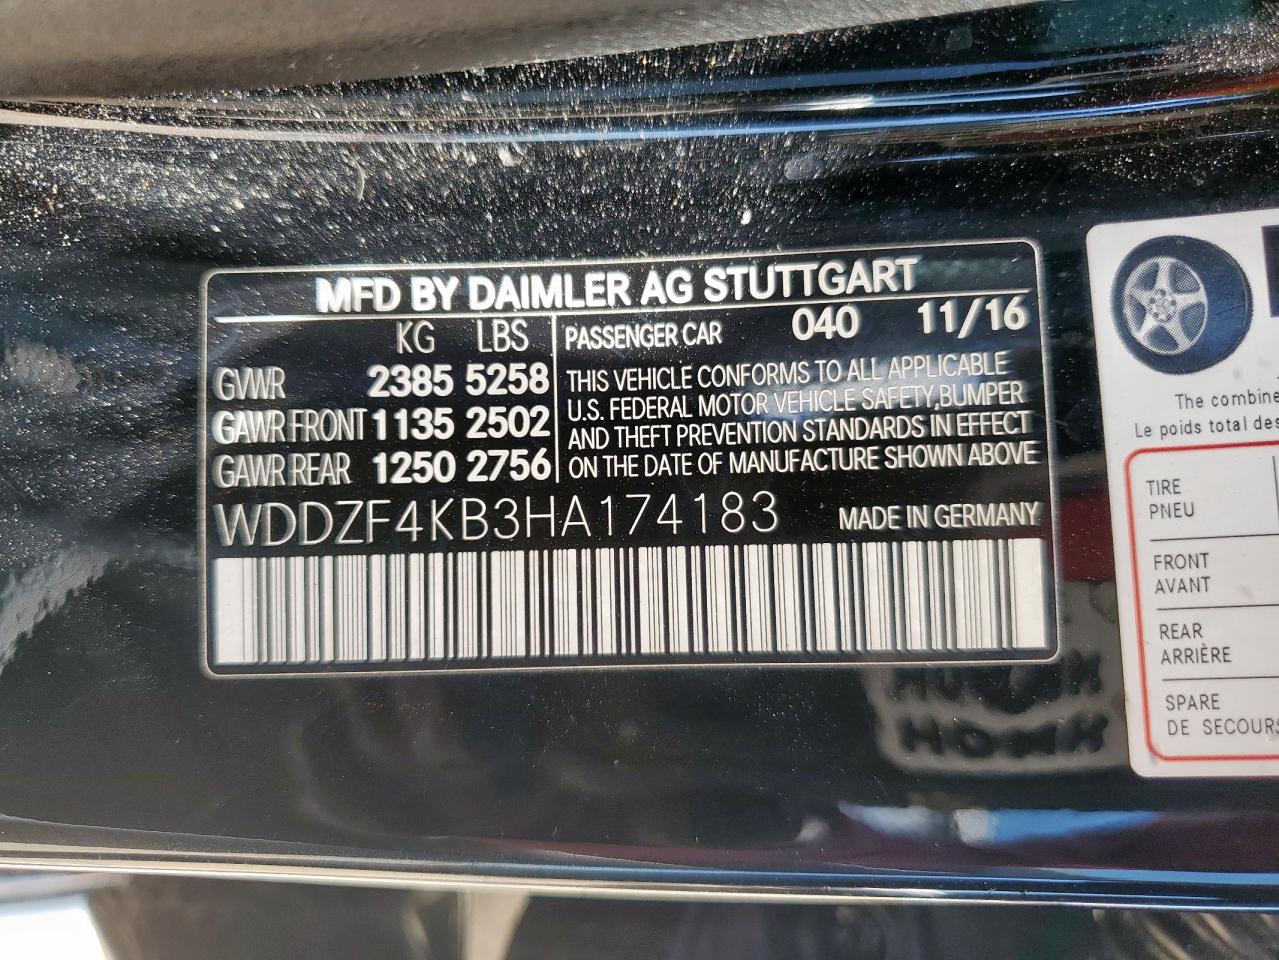 MFD BY DAIMLER AG STUTTGART
KG LBS
GVWR 2385 5258
GAWR FRONT 1135 2502
GAWR REAR 1250 2756
PASSENGER CAR 040 11/16
THIS VEHICLE CONFORMS TO ALL APPLICABLE
U.S. FEDERAL MOTOR VEHICLE SAFETY, BUMPER
AND THEFT PREVENTION STANDARDS IN EFFECT
ON THE DATE OF MANUFACTURE SHOWN ABOVE
WDDZF4KB3HA174183 MADE IN GERMANY
The combine
Le poids total des
TIRE
PNEU
FRONT
AVANT
REAR
ARRIÈRE
SPARE
DE SECOURS